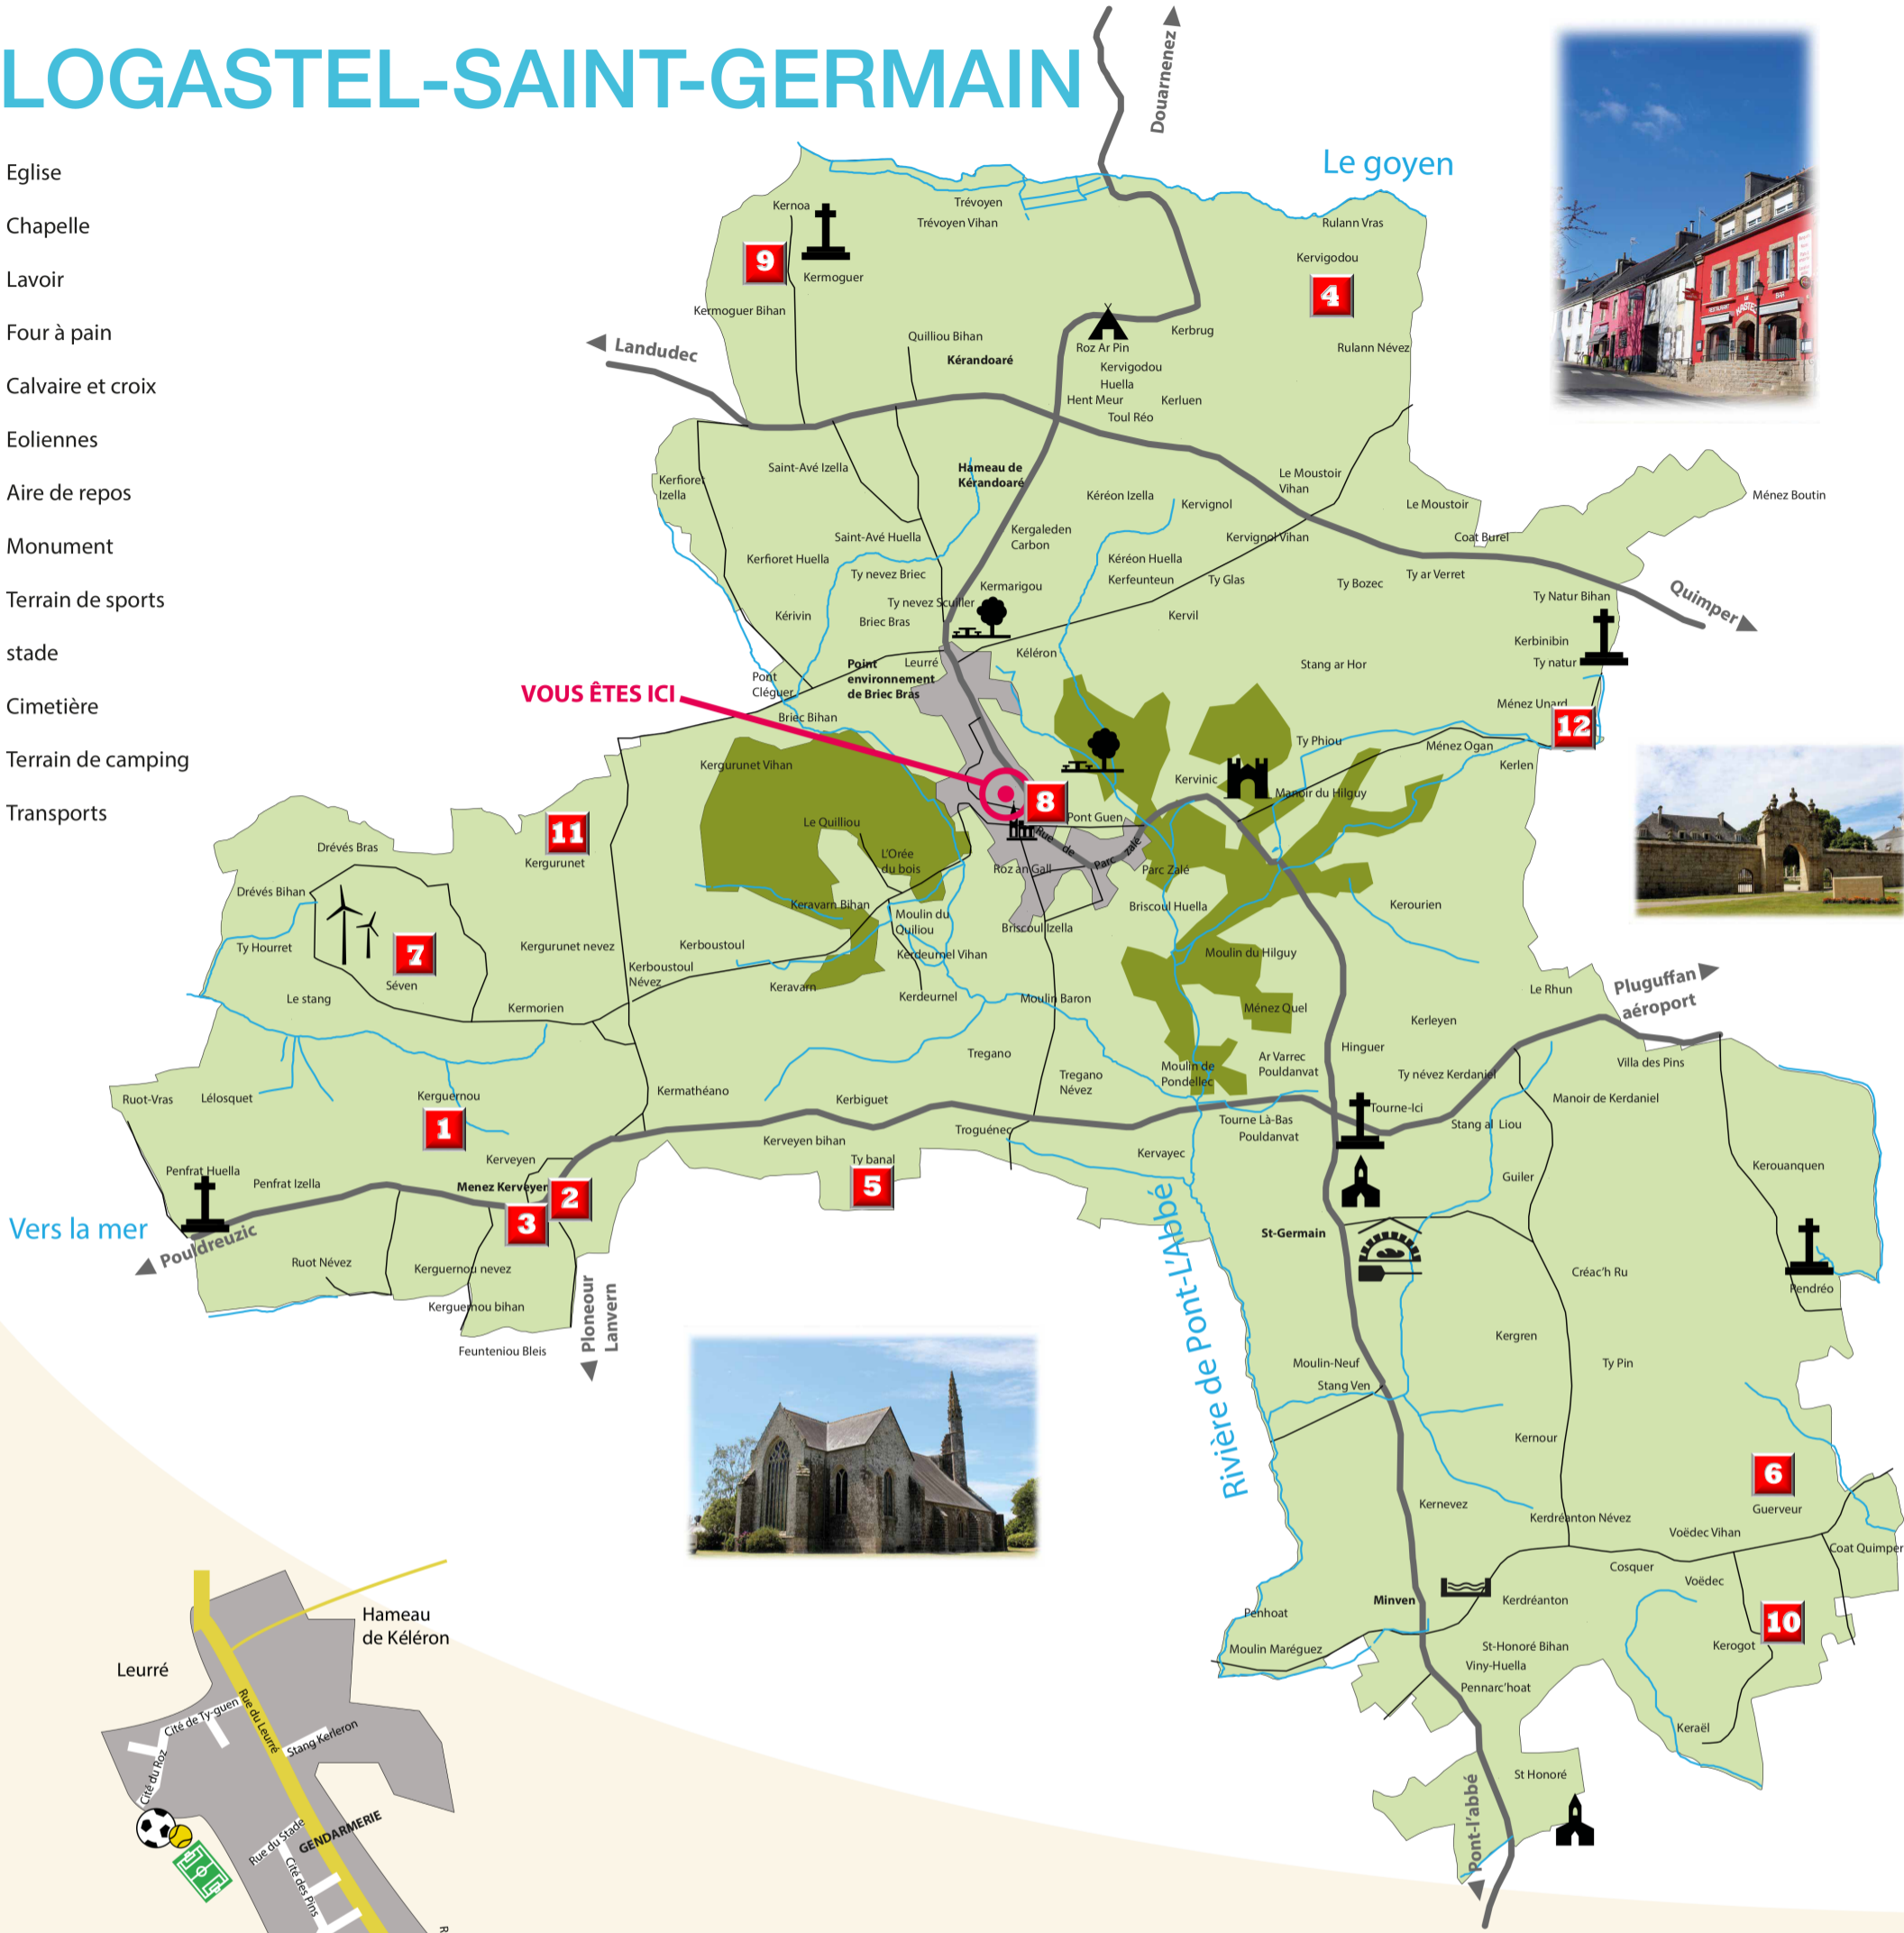 LOGASTEL-SAINT-GERMAIN
Eglise
Chapelle
Lavoir
Four à pain
Calvaire et croix
Eoliennes
Aire de repos
Monument
Terrain de sports
stade
Cimetière
Terrain de camping
Transports
Douarnenez
Le goyen
Kernoa
Trévoyen
Trévoyen Vihan
Rulann Vras
9
Kermoguer
Kervigodou
4
Kermoguer Bihan
Landudec
Quilliou Bihan
Kérandoaré
Roz Ar Pin
Kerbrug
Rulann Névez
Kervigodou
Huella
Hent Meur
Kerluen
Toul Réo
RESTAURANT
KASTEL
BAR
Kerfioret
Izella
Saint-Avé Izella
Hameau de
Kérandoaré
Kéréon Izella
Kervignol
Le Moustoir
Vihan
Le Moustoir
Ménez Boutin
Saint-Avé Huella
Kergaleden
Carbon
Kervignol Vihan
Coat Burel
Kerfioret Huella
Ty nevez Briec
Kermarigou
Kéréon Huella
Kerfeunteun
Ty Glas
Ty Bozec
Ty ar Verret
Quimper
Kérivin
Ty nevez Scuiller
Briec Bras
Kervil
Ty Natur Bihan
Kerbinibin
Ty natur
Point
environnement
de Briec Bras
Leurré
Kéléron
Stang ar Hor
Pont
Cléguer
VOUS ÊTES ICI
Briec Bihan
Ménez Unard
12
Kergurunet Vihan
Ty Phiou
Ménez Ogan
Kerlen
Kervinic
Manoir du Hilguy
8
Pont Guen
Rue de Parc zalé
11
Kergurunet
Le Quilliou
L'Orée
du bois
Roz an Gall
Parc Zalé
Drévés Bras
Drévés Bihan
Keravarn Bihan
Moulin du
Quiliou
Briscoul Huella
Briscoul Izella
Kerourien
Ty Hourret
7
Séven
Kergurunet nevez
Kerboustoul
Kerboustoul
Névez
Kerdeurnel Vihan
Moulin du Hilguy
Keravarn
Kerdeurnel
Moulin Baron
Ménez Quel
Le Rhun
Pluguffan
aéroport
Le stang
Kermorien
Kerleyen
Tregano
Tregano
Névez
Moulin de
Pondellec
Ar Varrec
Pouldanvat
Hinguer
Ty névez Kerdaniel
Villa des Pins
Manoir de Kerdaniel
Ruot-Vras
Lélosquet
Kerguernou
1
Kermathéano
Kerbiguet
Tourne-Ici
Tourne Là-Bas
Pouldanvat
Stang al Liou
Kerveyen bihan
Troguénec
Kervayec
Penfrat Huella
Penfrat Izella
Kerveyen
Menez Kerveyen
2
3
Ty banal
5
Kerouanquen
Guiler
Vers la mer
Pouldreuzic
Rivière de Pont-L'Abbé
St-Germain
Ruot Névez
Kerguernou nevez
Kerguernou bihan
Feunteniou Bleis
Ploneour
Lanvern
Créac'h Ru
Pendréo
Kergren
Moulin-Neuf
Stang Ven
Ty Pin
Kernour
6
Guerveur
Kernevez
Kerdréanton Névez
Voëdec Vihan
Coat Quimper
Cosquer
Voëdec
Minven
Kerdréanton
10
Kerogot
Penhoat
Moulin Maréguez
St-Honoré Bihan
Viny-Huella
Pennarc'hoat
Keraël
St Honoré
Pont-l'abbé
Hameau
de Kéléron
Leurré
Cité de Ty-guen
Rue du Leurré
Stang Kerleron
Cité du Roz
GENDARMERIE
Rue du Stade
Cité des Pins
R